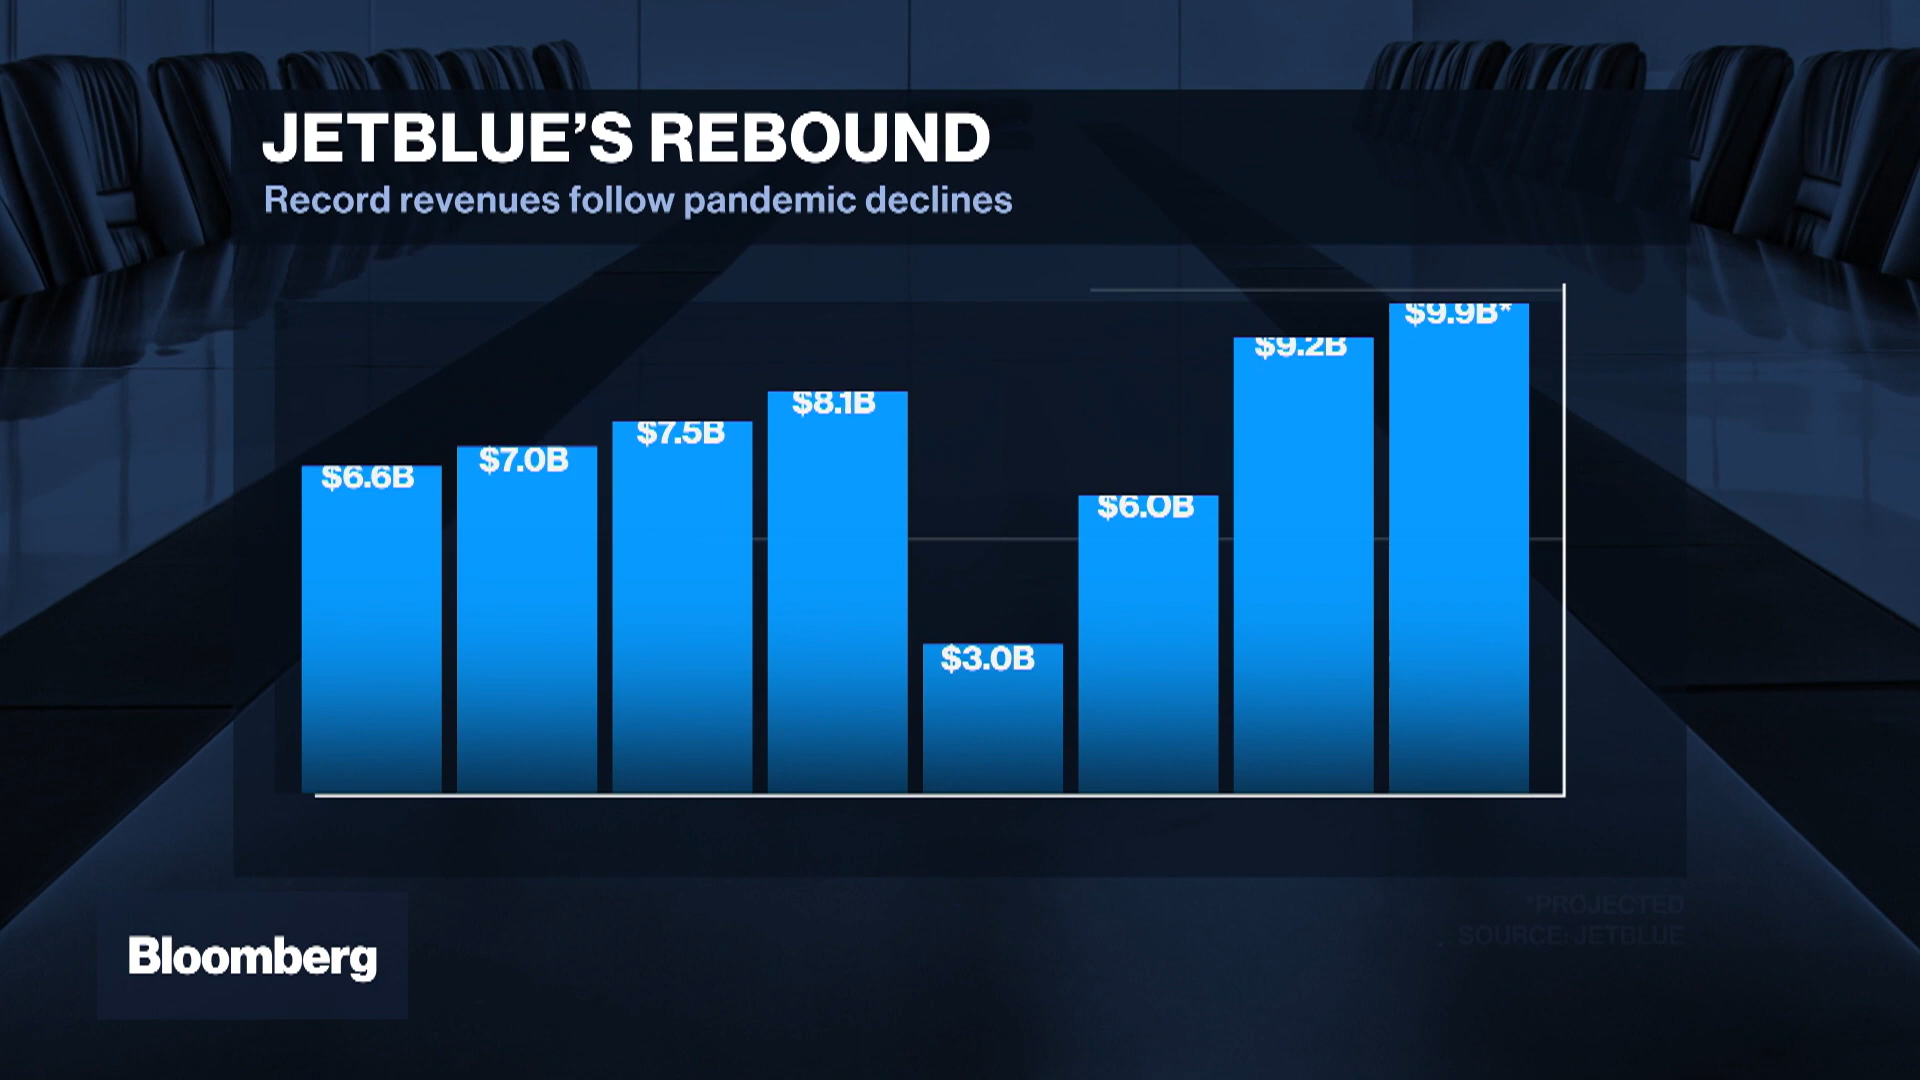 JETBLUE’S REBOUND
Record revenues follow pandemic declines
$6.6B
$7.0B
$7.5B
$8.1B
$3.0B
$6.0B
$9.2B
$9.9B*
*PROJECTED
SOURCE: JETBLUE
Bloomberg